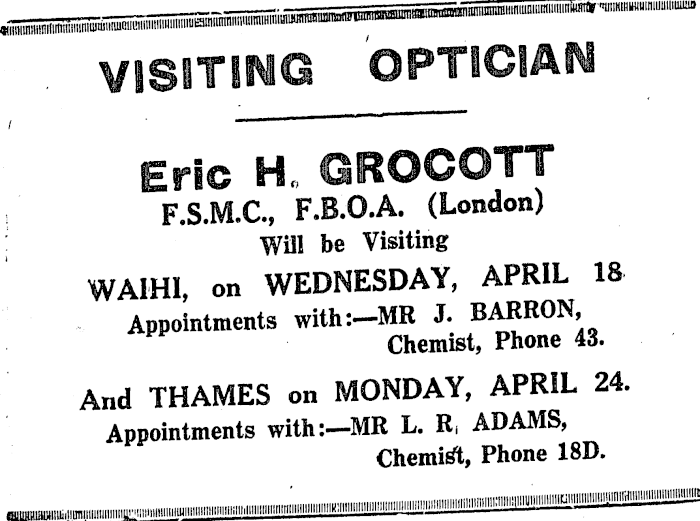 VISITING OPTICIAN
Eric H. GROCOTT
F.S.M.C., F.B.O.A. (London)
Will be Visiting
WAIHI, on WEDNESDAY, APRIL 18
Appointments with:—MR J. BARRON,
Chemist, Phone 43.
And THAMES on MONDAY, APRIL 24.
Appointments with:—MR L. R. ADAMS,
Chemist, Phone 18D.